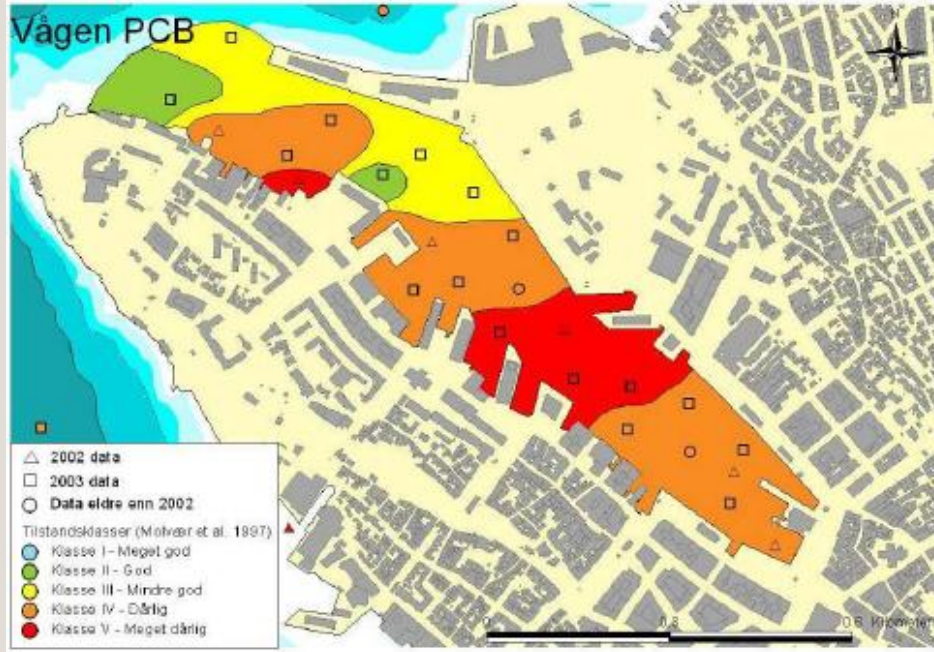 Vågen PCB
N
2002 data
2003 data
Data eldre enn 2002
Tilstandsklasser (Molvær et al. 1997)
Klasse I - Meget god
Klasse II - God
Klasse III - Mindre god
Klasse IV - Dårlig
Klasse V - Meget dårlig
0 0.3 0.6 Kilometer